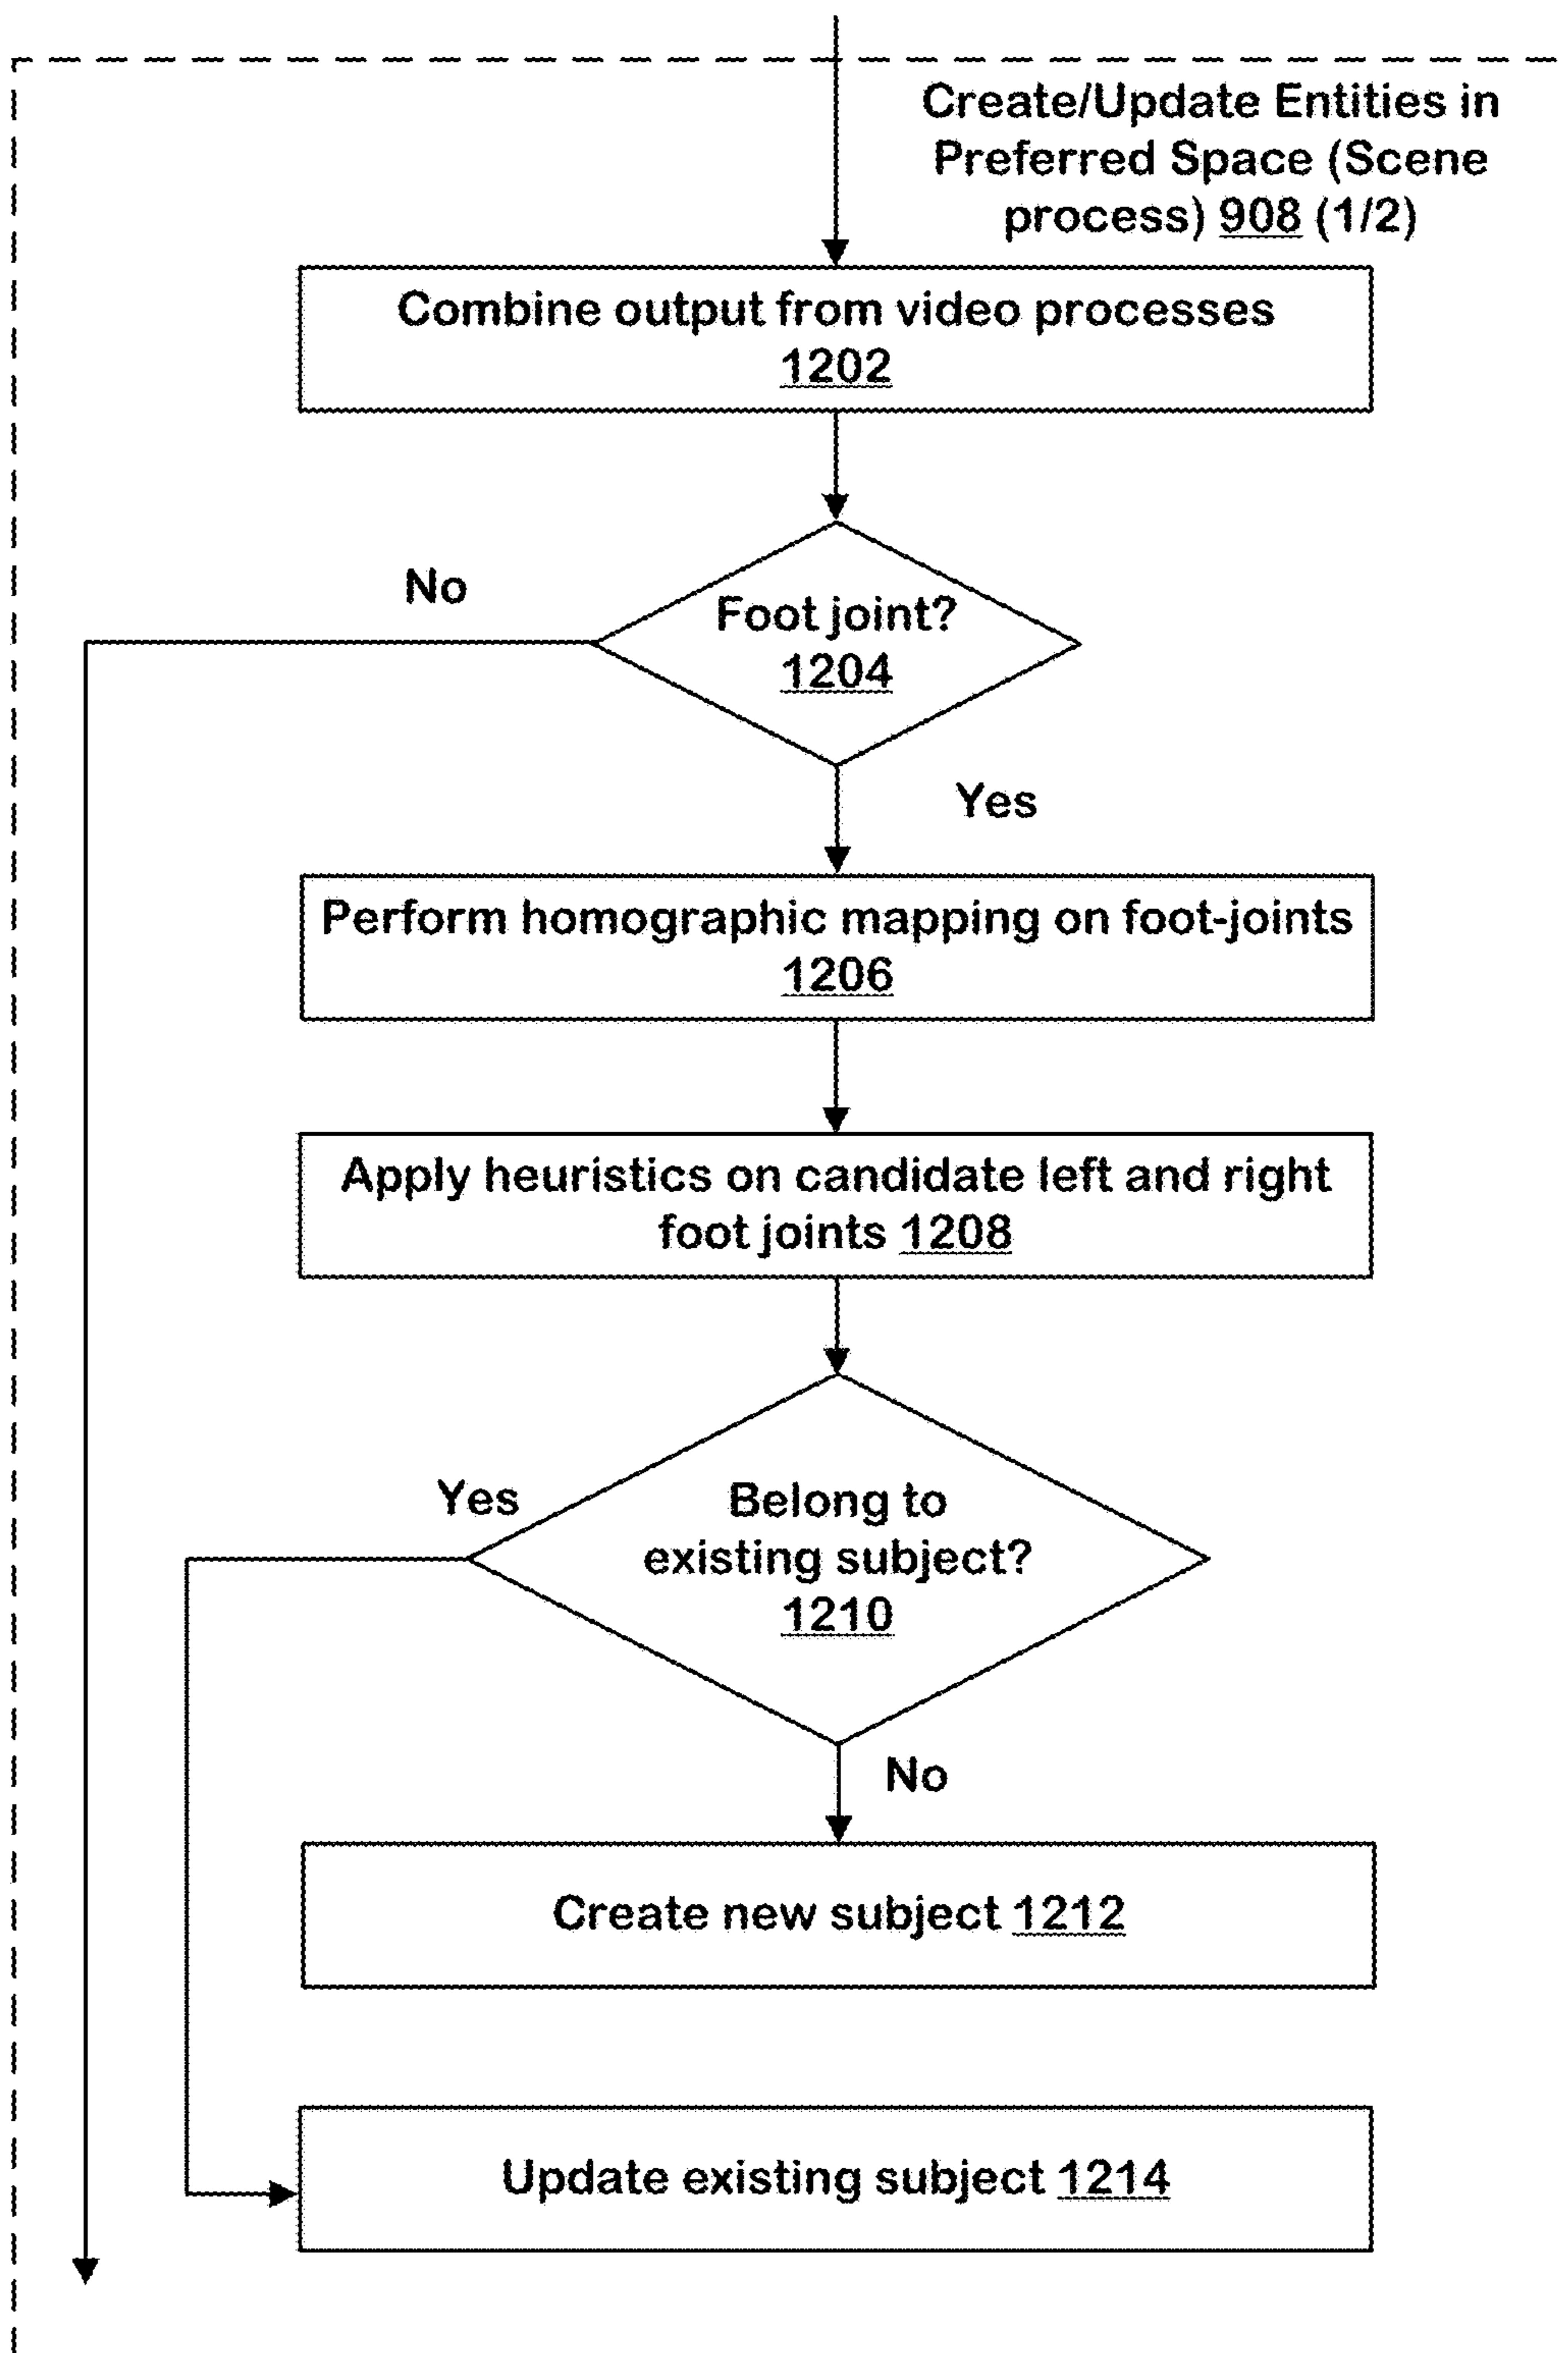 Create/Update Entities in
Preferred Space (Scene
process) 908 (1/2)
Combine output from video processes
1202
Foot joint?
1204
No
Yes
Perform homographic mapping on foot-joints
1206
Apply heuristics on candidate left and right
foot joints 1208
Belong to
existing subject?
1210
Yes
No
Create new subject 1212
Update existing subject 1214